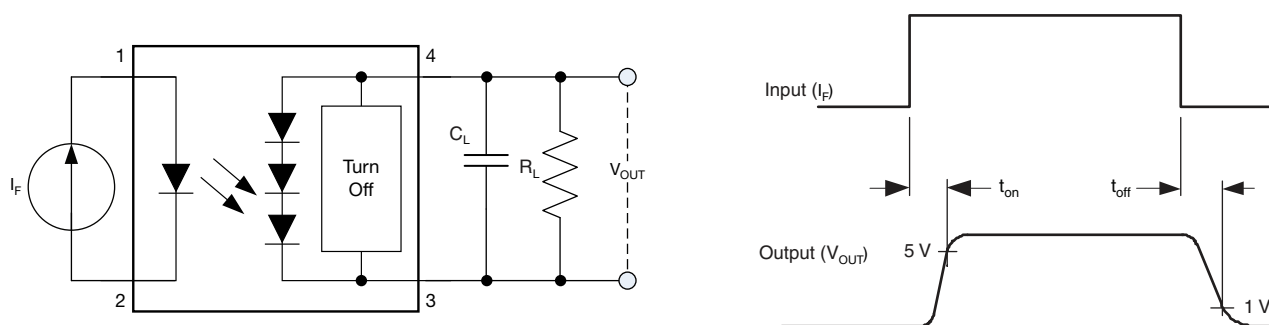 1
4
I_F
Turn
Off
C_L
R_L
V_OUT
2
3
Input (I_F)
t_on
t_off
Output (V_OUT)
5 V
1 V